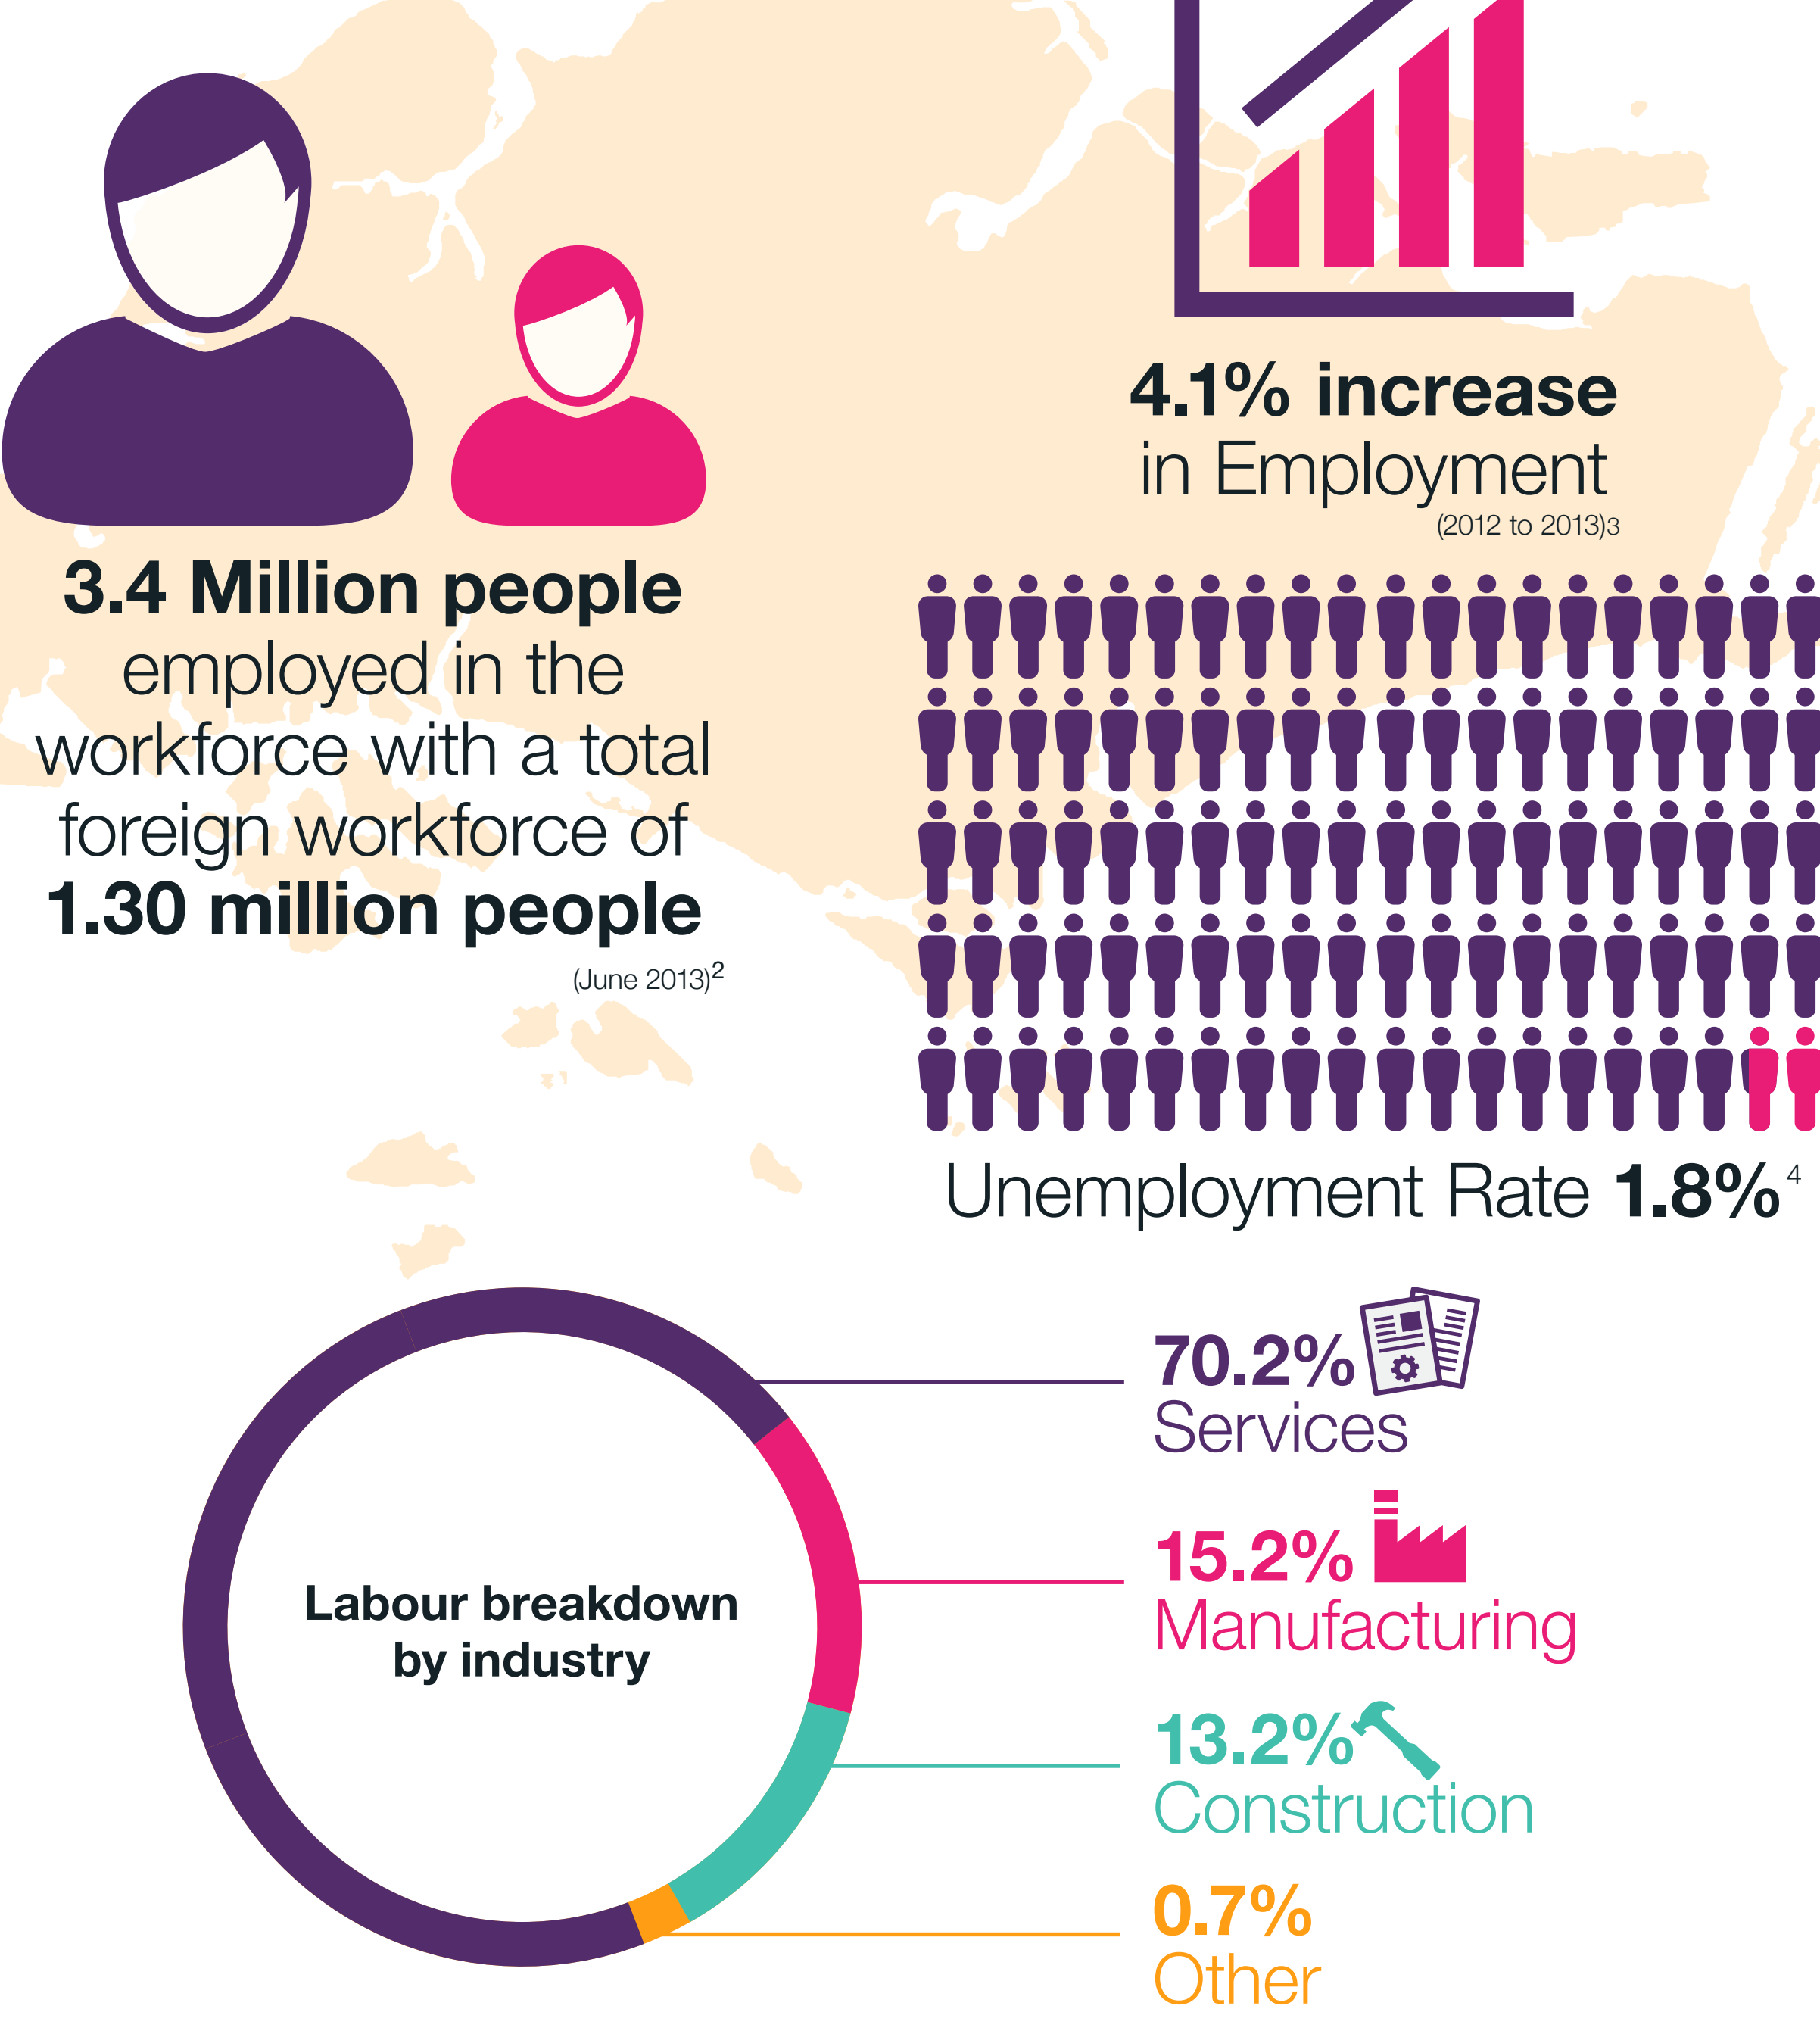 3.4 Million people
employed in the
workforce with a total
foreign workforce of
1.30 million people
(June 2013)2
4.1% increase
in Employment
(2012 to 2013)3
Unemployment Rate 1.8% 4
Labour breakdown
by industry
70.2%
Services
15.2%
Manufacturing
13.2%
Construction
0.7%
Other